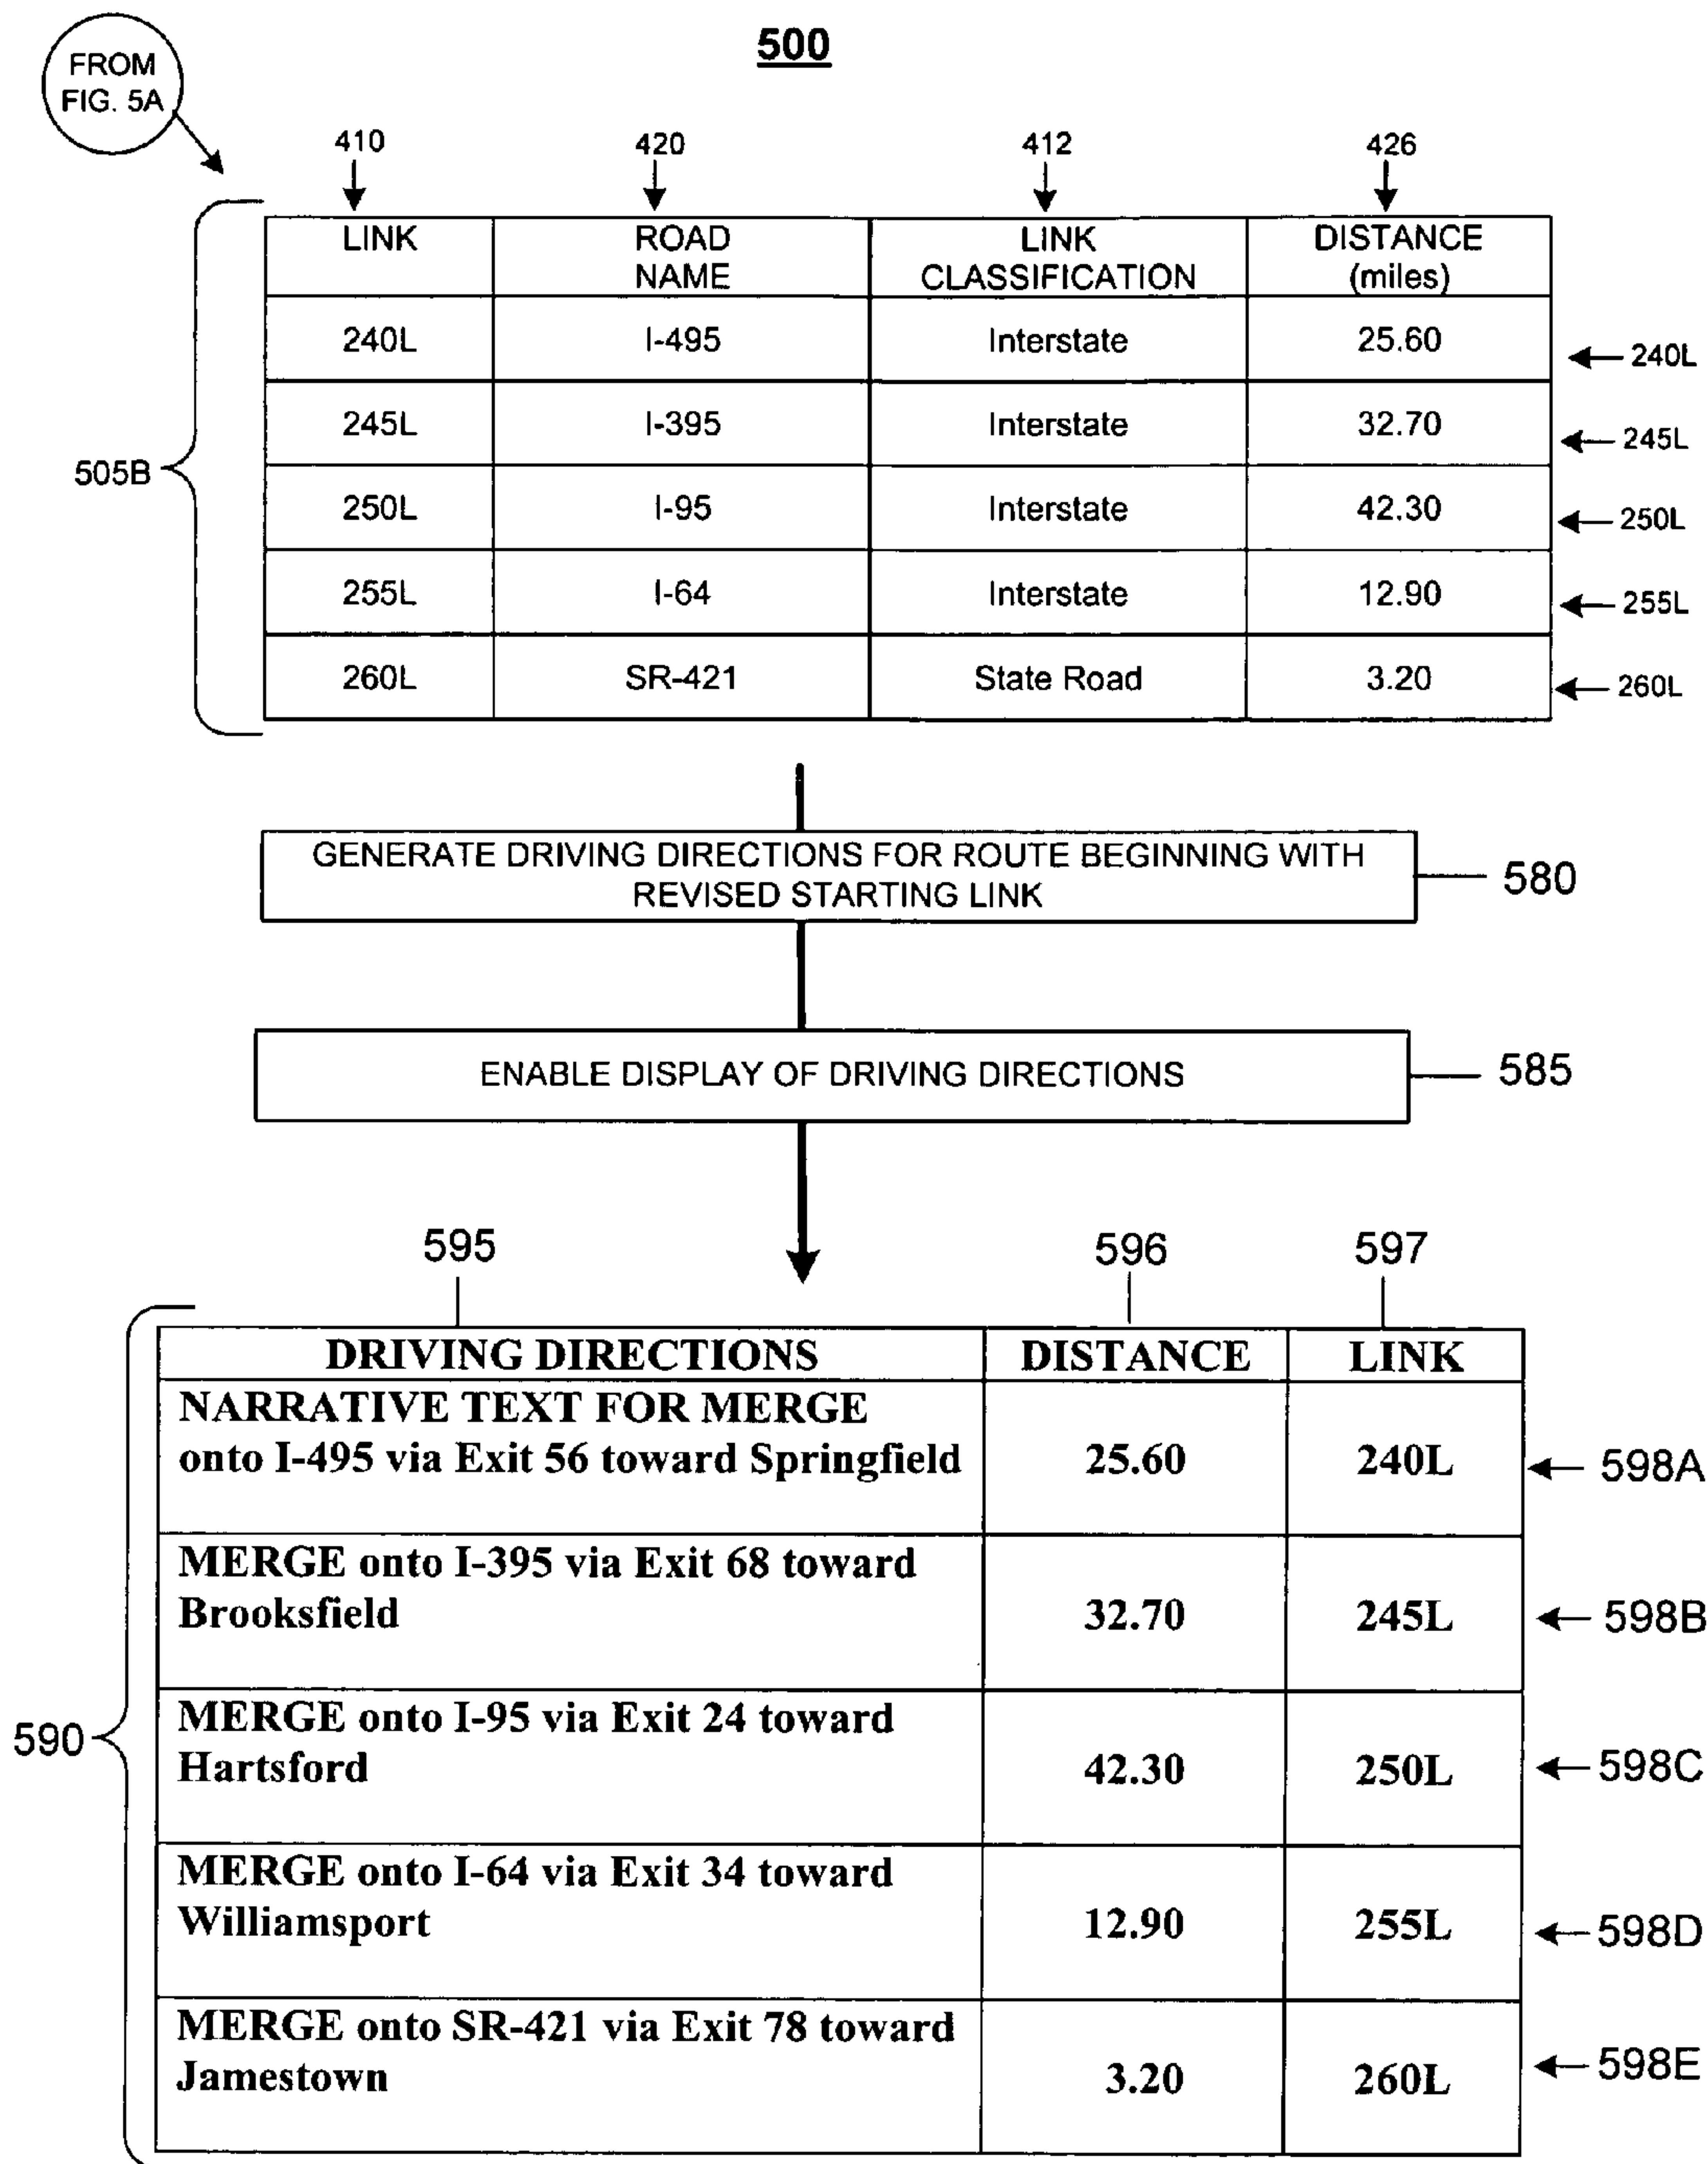 500
FROM
FIG. 5A
410 420 412 426
LINK ROAD NAME LINK CLASSIFICATION DISTANCE (miles)
240L I-495 Interstate 25.60 240L
245L I-395 Interstate 32.70 245L
505B
250L I-95 Interstate 42.30 250L
255L I-64 Interstate 12.90 255L
260L SR-421 State Road 3.20 260L
GENERATE DRIVING DIRECTIONS FOR ROUTE BEGINNING WITH
REVISED STARTING LINK
580
ENABLE DISPLAY OF DRIVING DIRECTIONS
585
595 596 597
DRIVING DIRECTIONS DISTANCE LINK
NARRATIVE TEXT FOR MERGE
onto I-495 via Exit 56 toward Springfield 25.60 240L 598A
MERGE onto I-395 via Exit 68 toward
Brooksfield 32.70 245L 598B
590
MERGE onto I-95 via Exit 24 toward
Hartsford 42.30 250L 598C
MERGE onto I-64 via Exit 34 toward
Williamsport 12.90 255L 598D
MERGE onto SR-421 via Exit 78 toward
Jamestown 3.20 260L 598E